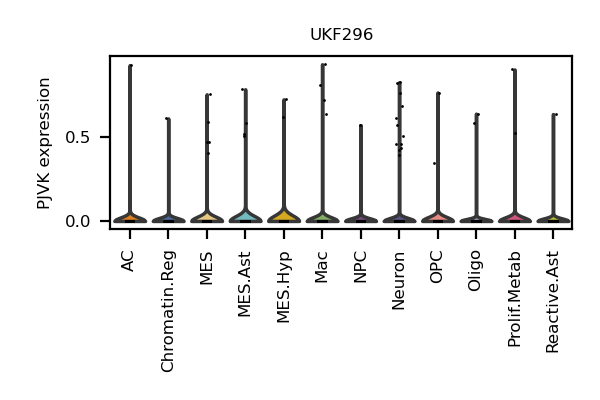 UKF296
PJVK expression
0.5
0.0
AC
Chromatin.Reg
MES
MES.Ast
MES.Hyp
Mac
NPC
Neuron
OPC
Oligo
Prolif.Metab
Reactive.Ast